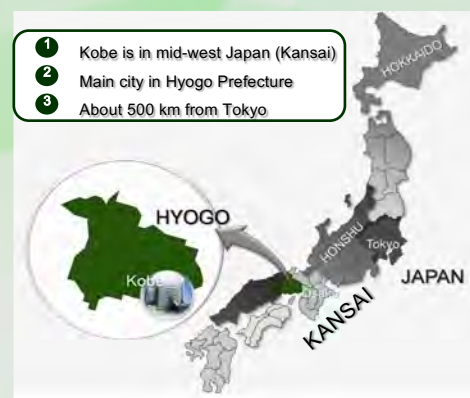 1 Kobe is in mid-west Japan (Kansai)
2 Main city in Hyogo Prefecture
3 About 500 km from Tokyo
HOKKAIDO
HYOGO
HONSHU
Tokyo
Kobe
JAPAN
Osaka
KANSAI